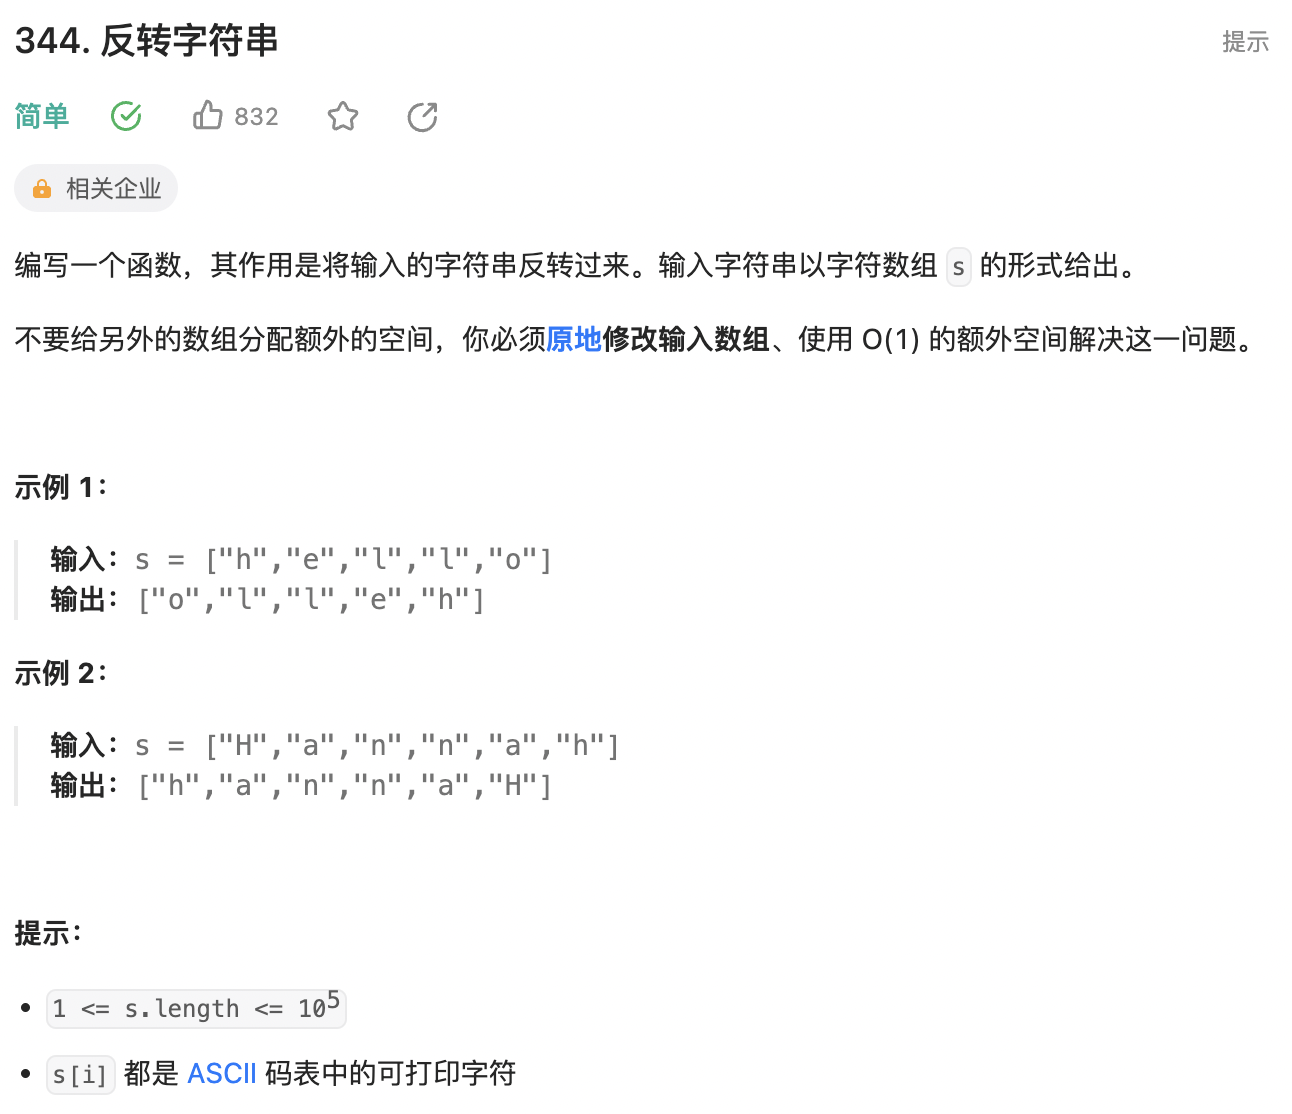 344. 反转字符串
提示
简单
832
相关企业
编写一个函数，其作用是将输入的字符串反转过来。输入字符串以字符数组 s 的形式给出。
不要给另外的数组分配额外的空间，你必须原地修改输入数组、使用 O(1) 的额外空间解决这一问题。
示例 1：
输入：s = ["h","e","l","l","o"]
输出：["o","l","l","e","h"]
示例 2：
输入：s = ["H","a","n","n","a","h"]
输出：["h","a","n","n","a","H"]
提示：
• 1 <= s.length <= 10⁵
• s[i] 都是 ASCII 码表中的可打印字符